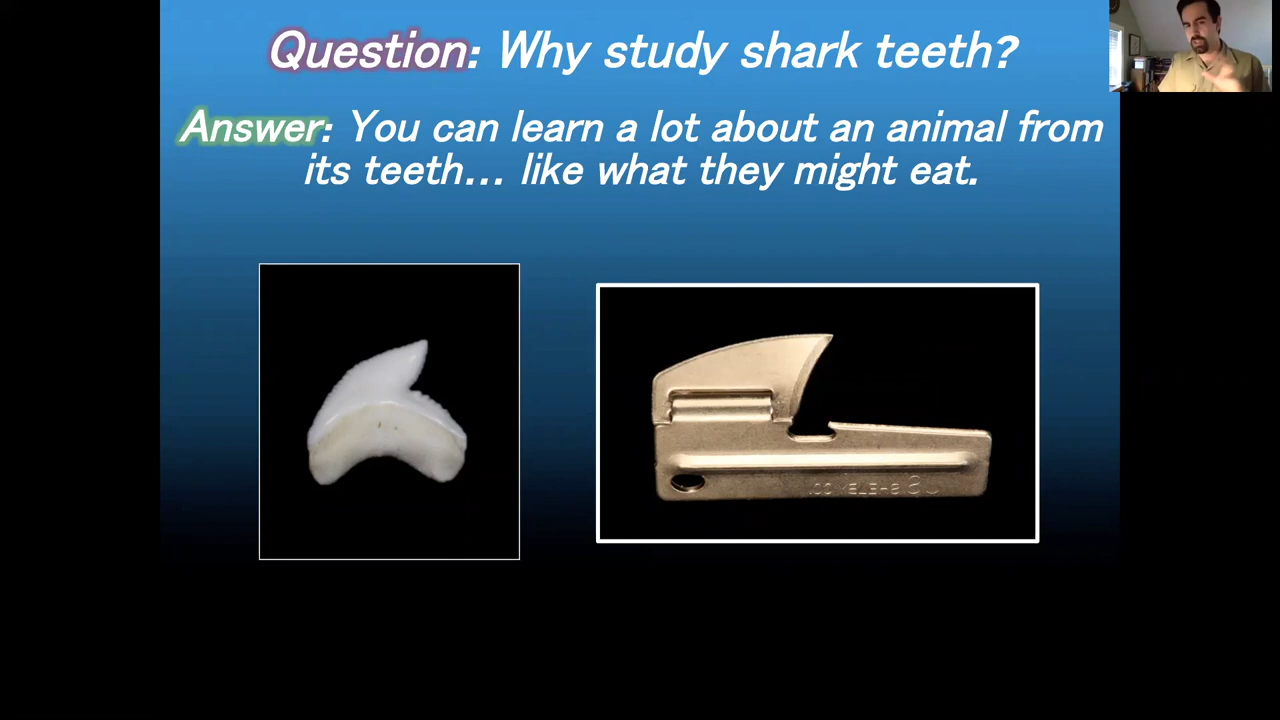 Question: Why study shark teeth?
Answer: You can learn a lot about an animal from
its teeth... like what they might eat.